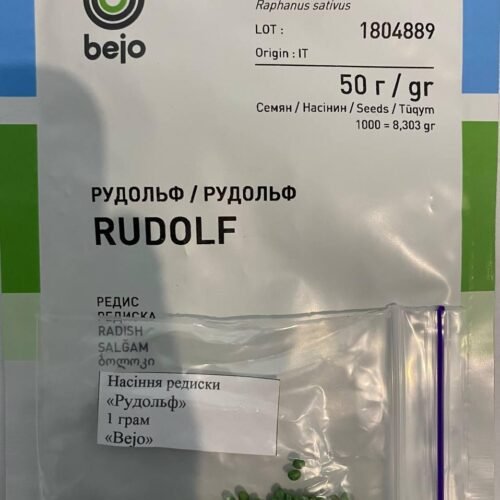 bejo
Raphanus sativus
LOT : 1804889
Origin : IT
50 г / gr
Семян / Насінин / Seeds / Tüqym
1000 = 8,303 gr
РУДОЛЬФ / РУДОЛЬФ
RUDOLF
РЕДИС
РЕДИСКА
RADISH
SALĞAM
ბოლოკი
Насіння редиски
«Рудольф»
1 грам
«Bejo»